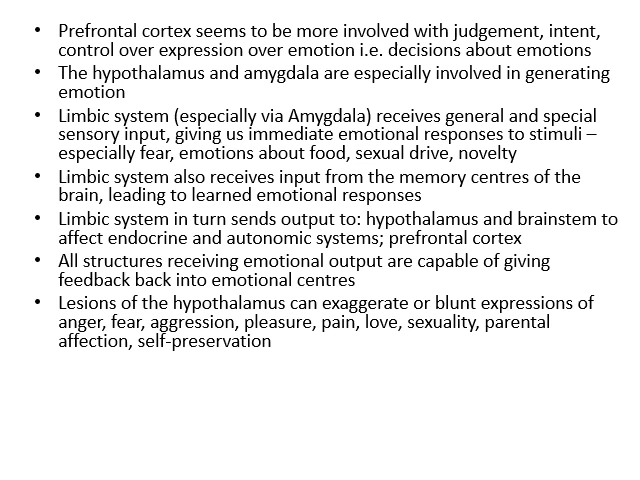 • Prefrontal cortex seems to be more involved with judgement, intent,
control over expression over emotion i.e. decisions about emotions
• The hypothalamus and amygdala are especially involved in generating
emotion
• Limbic system (especially via Amygdala) receives general and special
sensory input, giving us immediate emotional responses to stimuli –
especially fear, emotions about food, sexual drive, novelty
• Limbic system also receives input from the memory centres of the
brain, leading to learned emotional responses
• Limbic system in turn sends output to: hypothalamus and brainstem to
affect endocrine and autonomic systems; prefrontal cortex
• All structures receiving emotional output are capable of giving
feedback back into emotional centres
• Lesions of the hypothalamus can exaggerate or blunt expressions of
anger, fear, aggression, pleasure, pain, love, sexuality, parental
affection, self-preservation